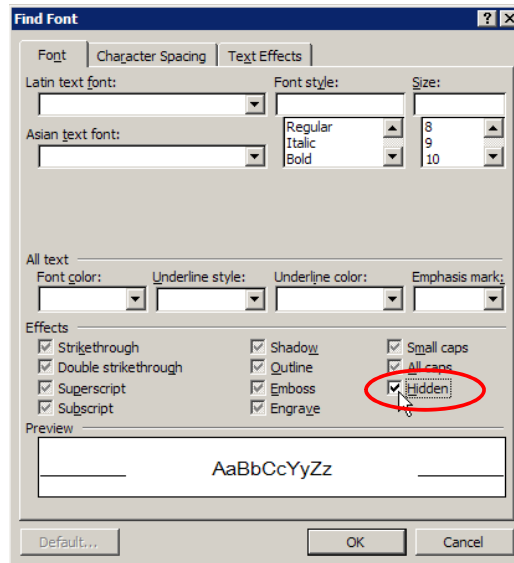 Find Font
Font Character Spacing Text Effects
Latin text font: Font style: Size:
Regular 8
Asian text font: Italic 9
Bold 10
All text
Font color: Underline style: Underline color: Emphasis mark:
Effects
Strikethrough Shadow Small caps
Double strikethrough Outline All caps
Superscript Emboss Hidden
Subscript Engrave
Preview
AaBbCcYyZz
Default... OK Cancel